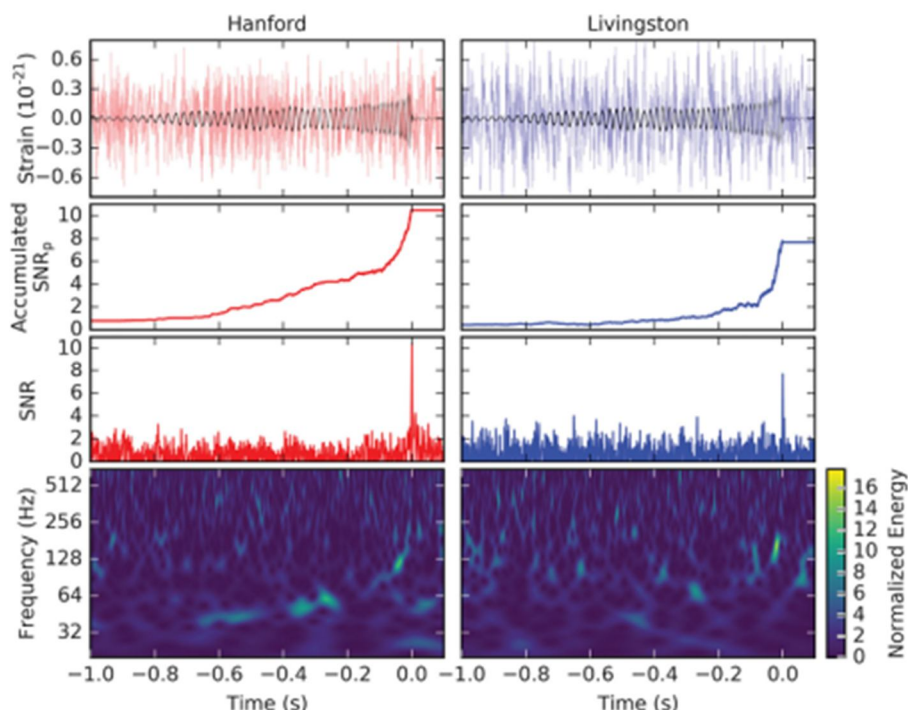 Hanford
Livingston
Strain (10⁻²¹)
0.6
0.3
0.0
−0.3
−0.6
Accumulated
SNRₚ
10
8
6
4
2
0
SNR
10
8
6
4
2
0
Frequency (Hz)
512
256
128
64
32
−1.0 −0.8 −0.6 −0.4 −0.2 0.0
−1.0 −0.8 −0.6 −0.4 −0.2 0.0
Time (s)
Time (s)
16
14
12
10
8
6
4
2
0
Normalized Energy